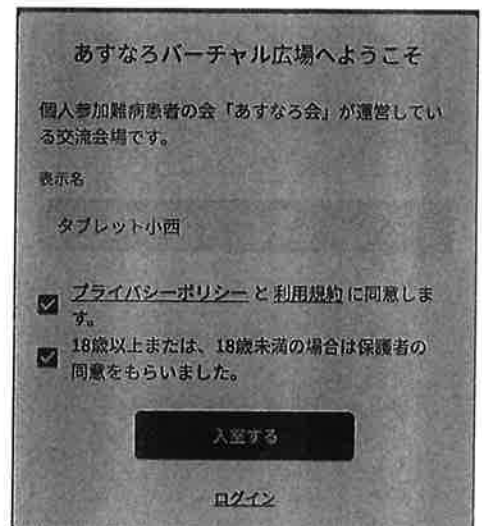 あすなろバーチャル広場へようこそ
個人参加難病患者の会「あすなろ会」が運営してい
る交流会場です。
表示名
タブレット小西
プライバシーポリシー と 利用規約 に同意しま
す。
18歳以上または、18歳未満の場合は保護者の
同意をもらいました。
入室する
ログイン